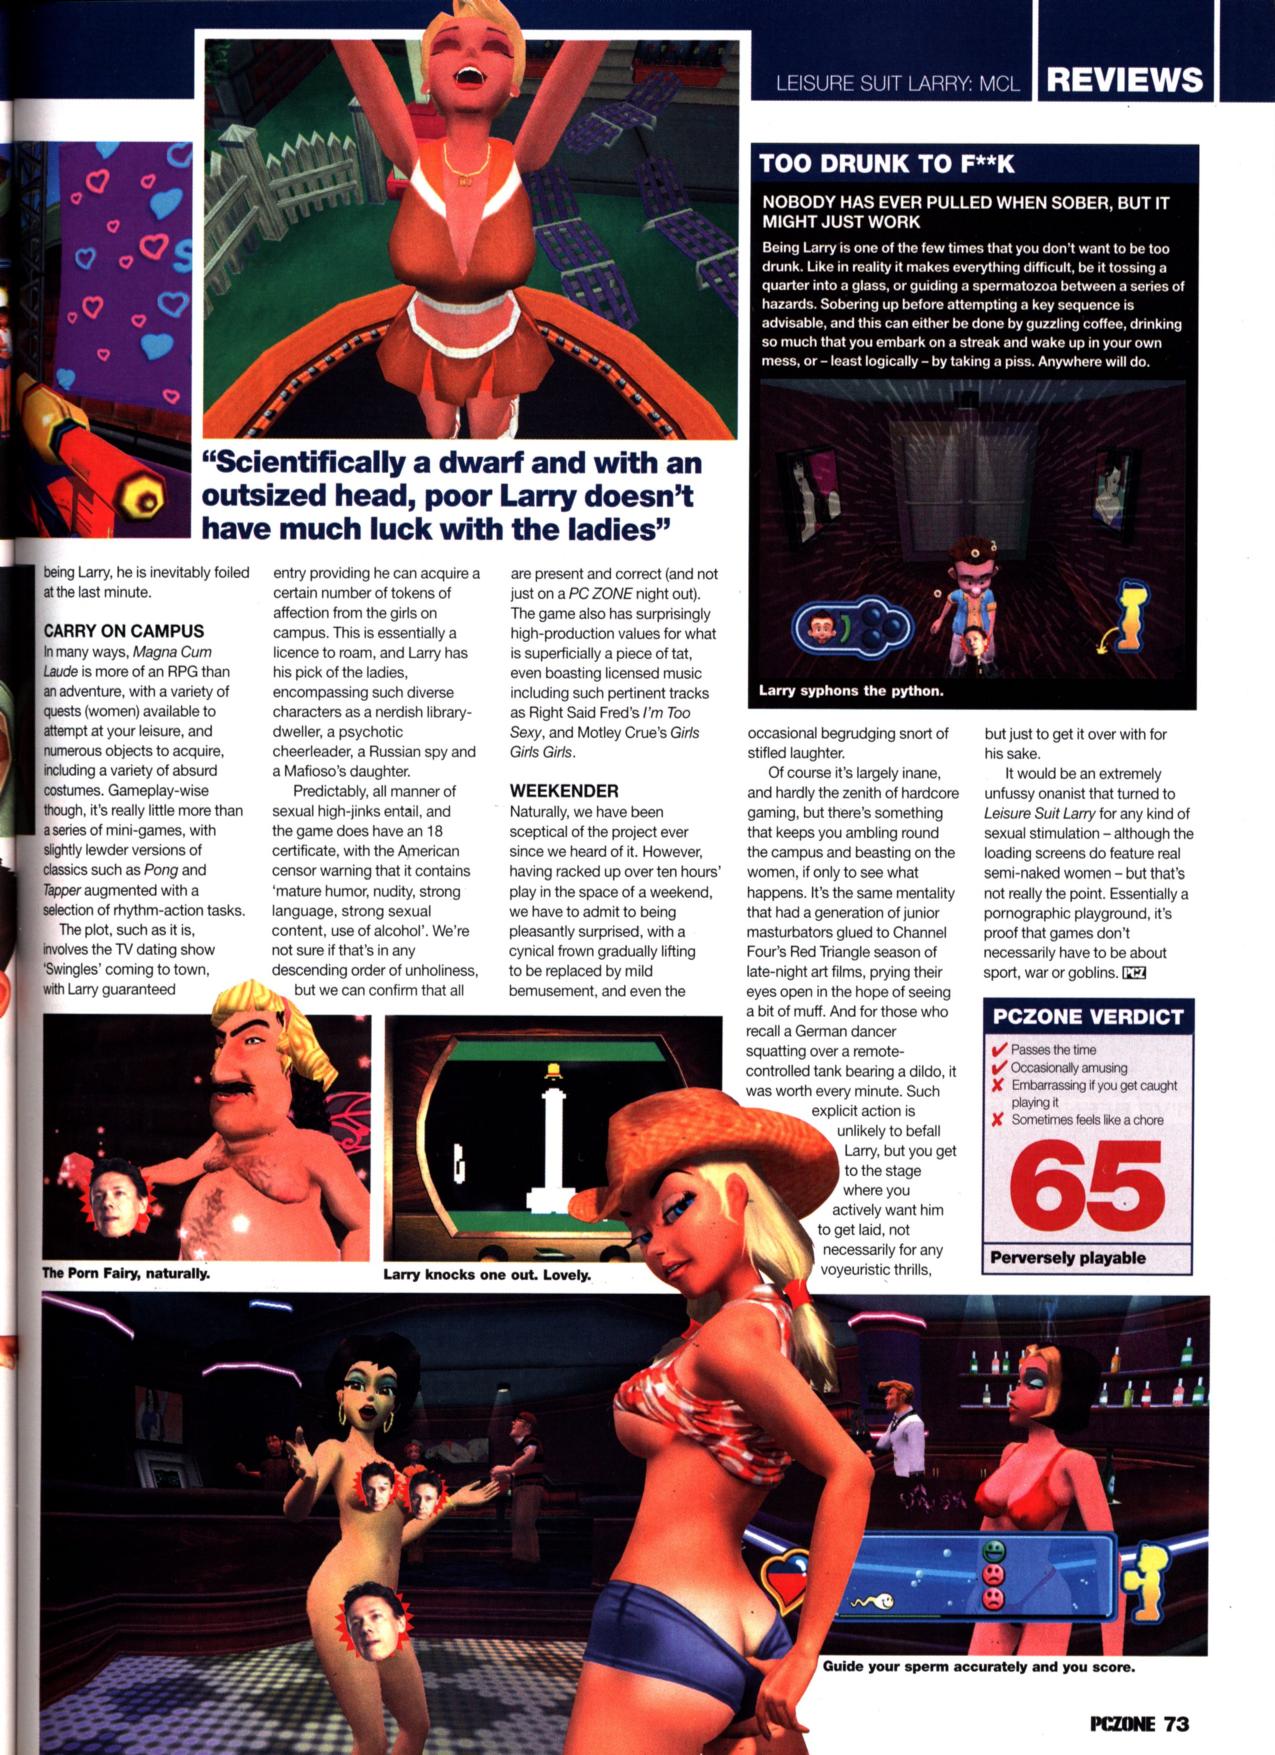 LEISURE SUIT LARRY: MCL
REVIEWS
"Scientifically a dwarf and with an
outsized head, poor Larry doesn't
have much luck with the ladies"
being Larry, he is inevitably foiled
at the last minute.
CARRY ON CAMPUS
In many ways, Magna Cum
Laude is more of an RPG than
an adventure, with a variety of
quests (women) available to
attempt at your leisure, and
numerous objects to acquire,
including a variety of absurd
costumes. Gameplay-wise
though, it's really little more than
a series of mini-games, with
slightly lewder versions of
classics such as Pong and
Tapper augmented with a
selection of rhythm-action tasks.
The plot, such as it is,
involves the TV dating show
'Swingles' coming to town,
with Larry guaranteed
entry providing he can acquire a
certain number of tokens of
affection from the girls on
campus. This is essentially a
licence to roam, and Larry has
his pick of the ladies,
encompassing such diverse
characters as a nerdish library-
dweller, a psychotic
cheerleader, a Russian spy and
a Mafioso's daughter.
Predictably, all manner of
sexual high-jinks entail, and
the game does have an 18
certificate, with the American
censor warning that it contains
'mature humor, nudity, strong
language, strong sexual
content, use of alcohol'. We're
not sure if that's in any
descending order of unholiness,
but we can confirm that all
are present and correct (and not
just on a PC ZONE night out).
The game also has surprisingly
high-production values for what
is superficially a piece of tat,
even boasting licensed music
including such pertinent tracks
as Right Said Fred's I'm Too
Sexy, and Motley Crue's Girls
Girls Girls.
WEEKENDER
Naturally, we have been
sceptical of the project ever
since we heard of it. However,
having racked up over ten hours'
play in the space of a weekend,
we have to admit to being
pleasantly surprised, with a
cynical frown gradually lifting
to be replaced by mild
bemusement, and even the
occasional begrudging snort of
stifled laughter.
Of course it's largely inane,
and hardly the zenith of hardcore
gaming, but there's something
that keeps you ambling round
the campus and beasting on the
women, if only to see what
happens. It's the same mentality
that had a generation of junior
masturbators glued to Channel
Four's Red Triangle season of
late-night art films, prying their
eyes open in the hope of seeing
a bit of muff. And for those who
recall a German dancer
squatting over a remote-
controlled tank bearing a dildo, it
was worth every minute. Such
explicit action is
unlikely to befall
Larry, but you get
to the stage
where you
actively want him
to get laid, not
necessarily for any
voyeuristic thrills,
but just to get it over with for
his sake.
It would be an extremely
unfussy onanist that turned to
Leisure Suit Larry for any kind of
sexual stimulation – although the
loading screens do feature real
semi-naked women – but that's
not really the point. Essentially a
pornographic playground, it's
proof that games don't
necessarily have to be about
sport, war or goblins. PCZ
TOO DRUNK TO F**K
NOBODY HAS EVER PULLED WHEN SOBER, BUT IT
MIGHT JUST WORK
Being Larry is one of the few times that you don't want to be too
drunk. Like in reality it makes everything difficult, be it tossing a
quarter into a glass, or guiding a spermatozoa between a series of
hazards. Sobering up before attempting a key sequence is
advisable, and this can either be done by guzzling coffee, drinking
so much that you embark on a streak and wake up in your own
mess, or – least logically – by taking a piss. Anywhere will do.
Larry syphons the python.
The Porn Fairy, naturally.
Larry knocks one out. Lovely.
PCZONE VERDICT
Passes the time
Occasionally amusing
Embarrassing if you get caught
playing it
Sometimes feels like a chore
65
Perversely playable
Guide your sperm accurately and you score.
PCZONE 73